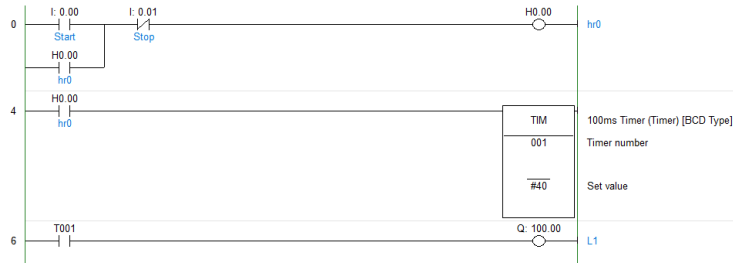 I: 0.00 I: 0.01 H0.00
0 hr0
Start Stop
H0.00
hr0
H0.00
4
hr0
TIM 100ms Timer (Timer) [BCD Type]
001 Timer number
#40 Set value
T001 Q: 100.00
6 L1